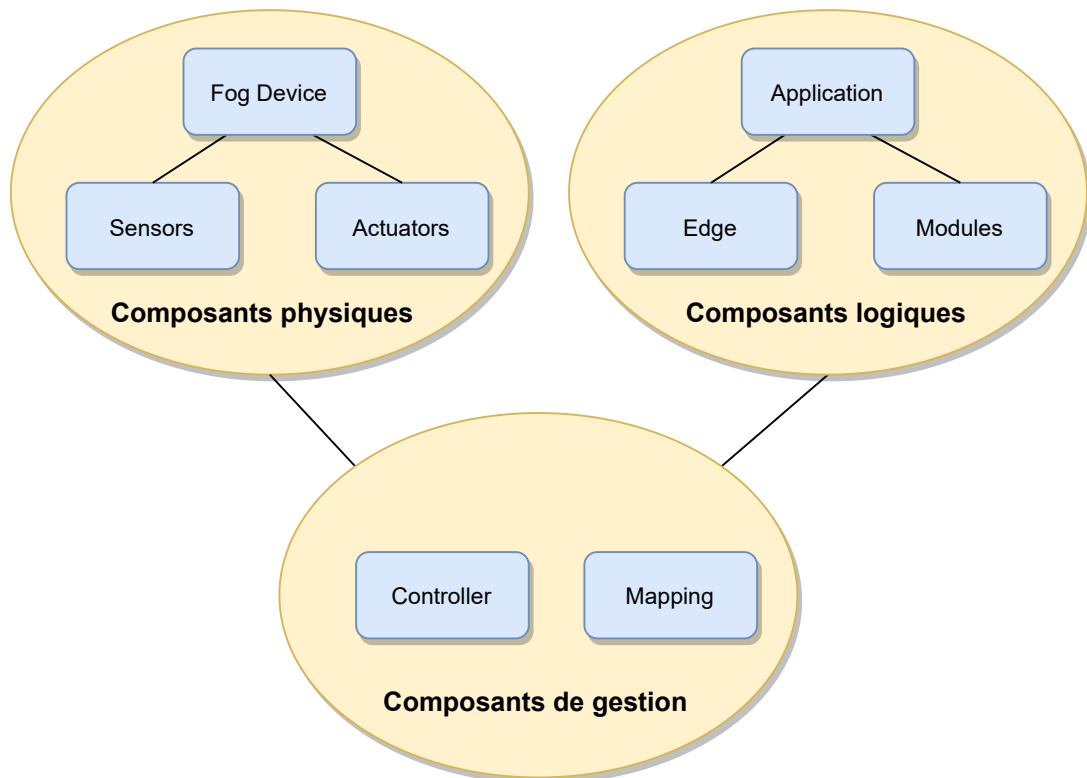 Fog Device
Sensors
Actuators
Composants physiques
Application
Edge
Modules
Composants logiques
Controller
Mapping
Composants de gestion